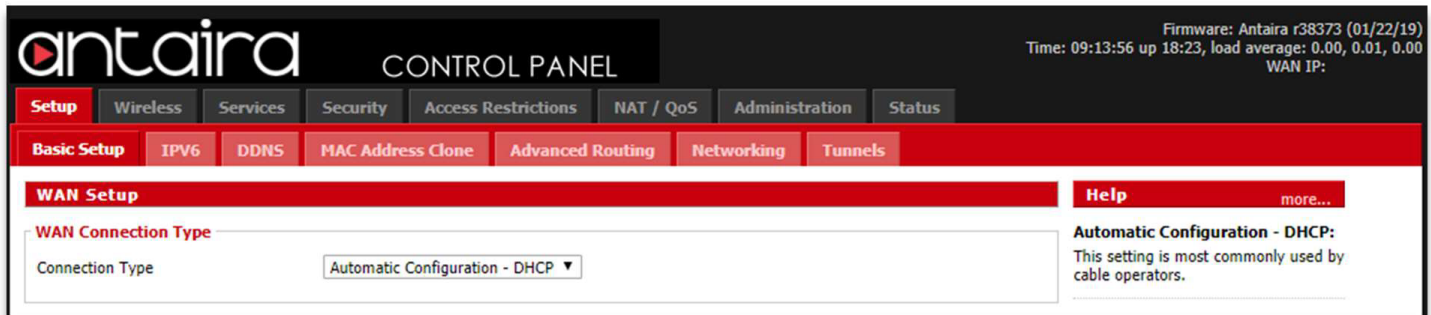 antaira CONTROL PANEL
Firmware: Antaira r38373 (01/22/19)
Time: 09:13:56 up 18:23, load average: 0.00, 0.01, 0.00
WAN IP:
Setup Wireless Services Security Access Restrictions NAT / QoS Administration Status
Basic Setup IPV6 DDNS MAC Address Clone Advanced Routing Networking Tunnels
WAN Setup
WAN Connection Type
Connection Type Automatic Configuration - DHCP ▼
Help more...
Automatic Configuration - DHCP:
This setting is most commonly used by
cable operators.